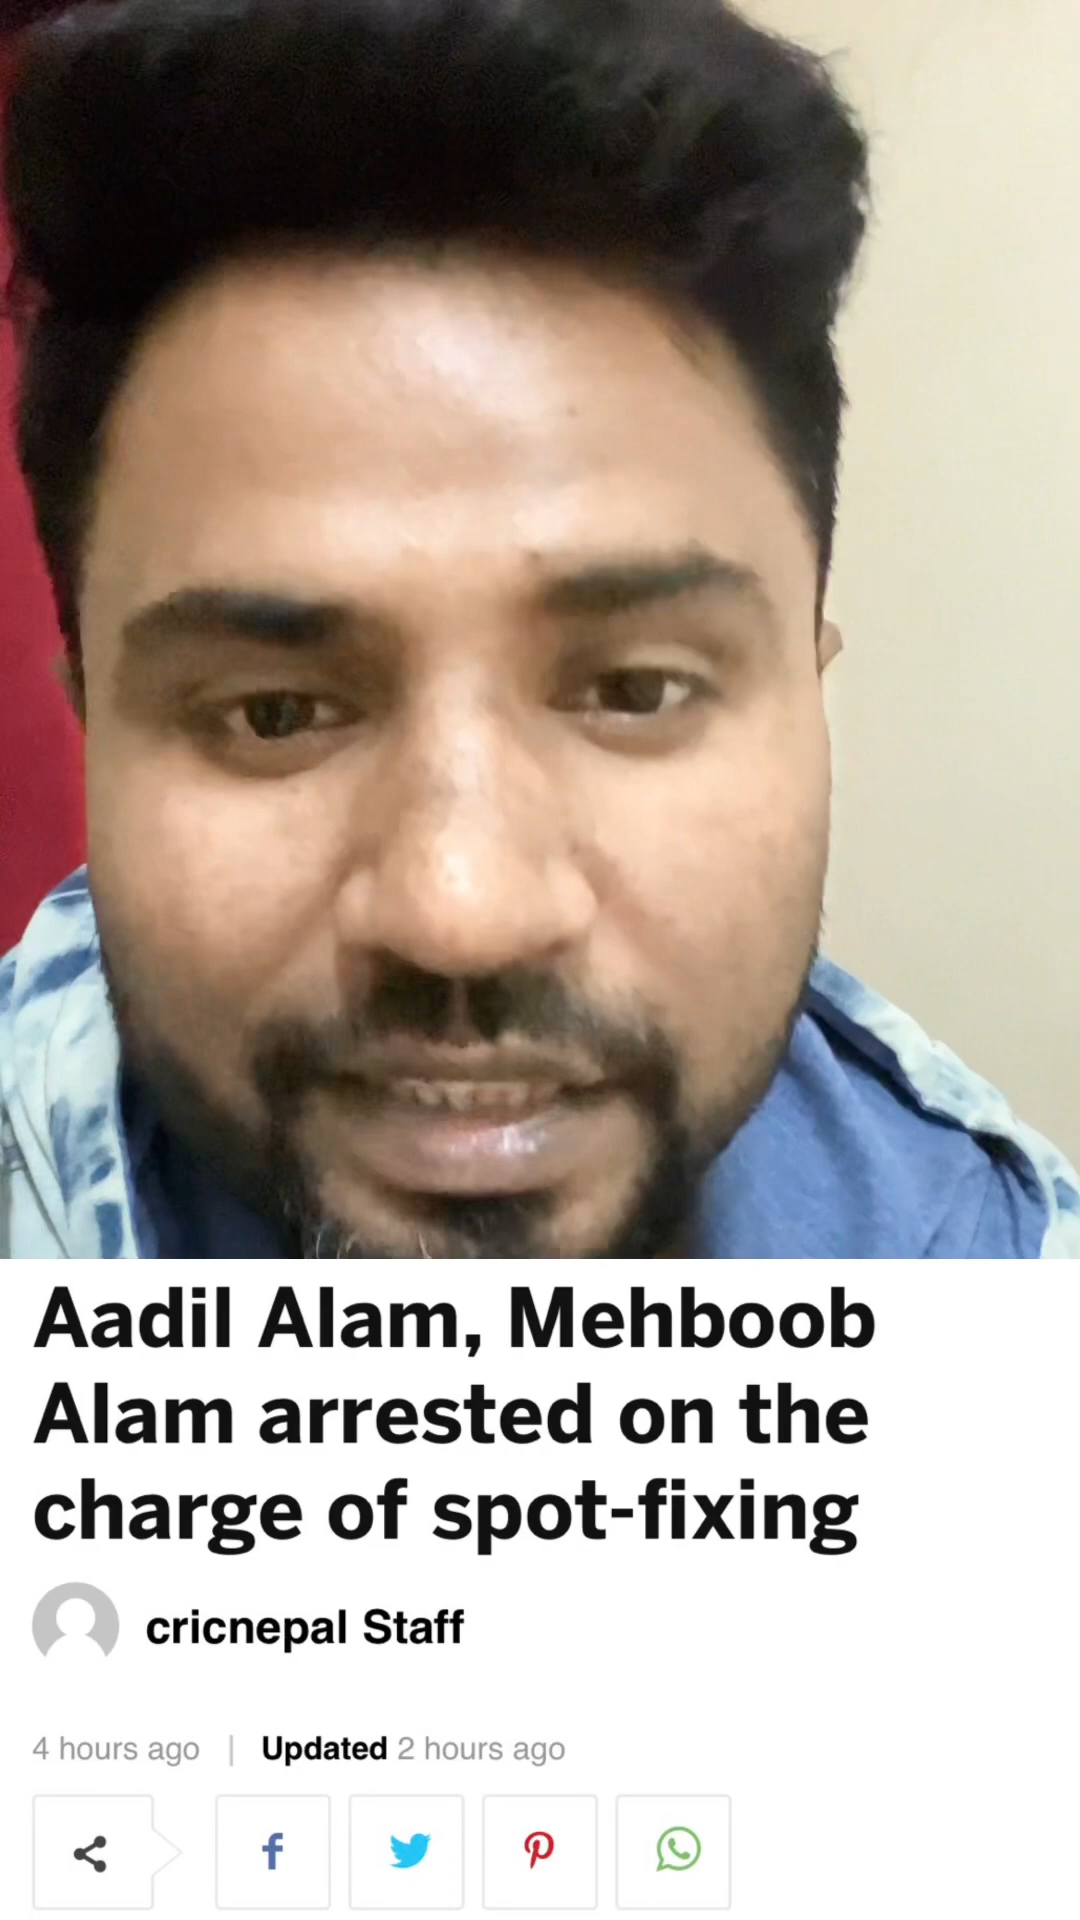 Aadil Alam, Mehboob
Alam arrested on the
charge of spot-fixing
cricnepal Staff
4 hours ago | Updated 2 hours ago